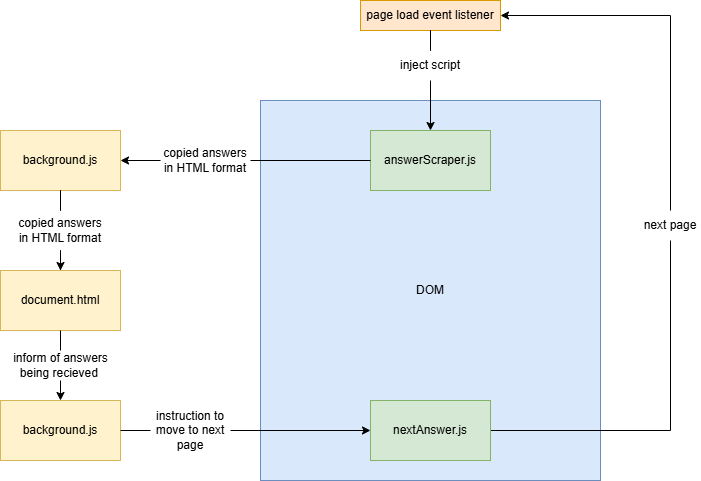 page load event listener
inject script
copied answers
in HTML format
background.js
answerScraper.js
copied answers
in HTML format
next page
document.html
DOM
inform of answers
being recieved
background.js
instruction to
move to next
page
nextAnswer.js